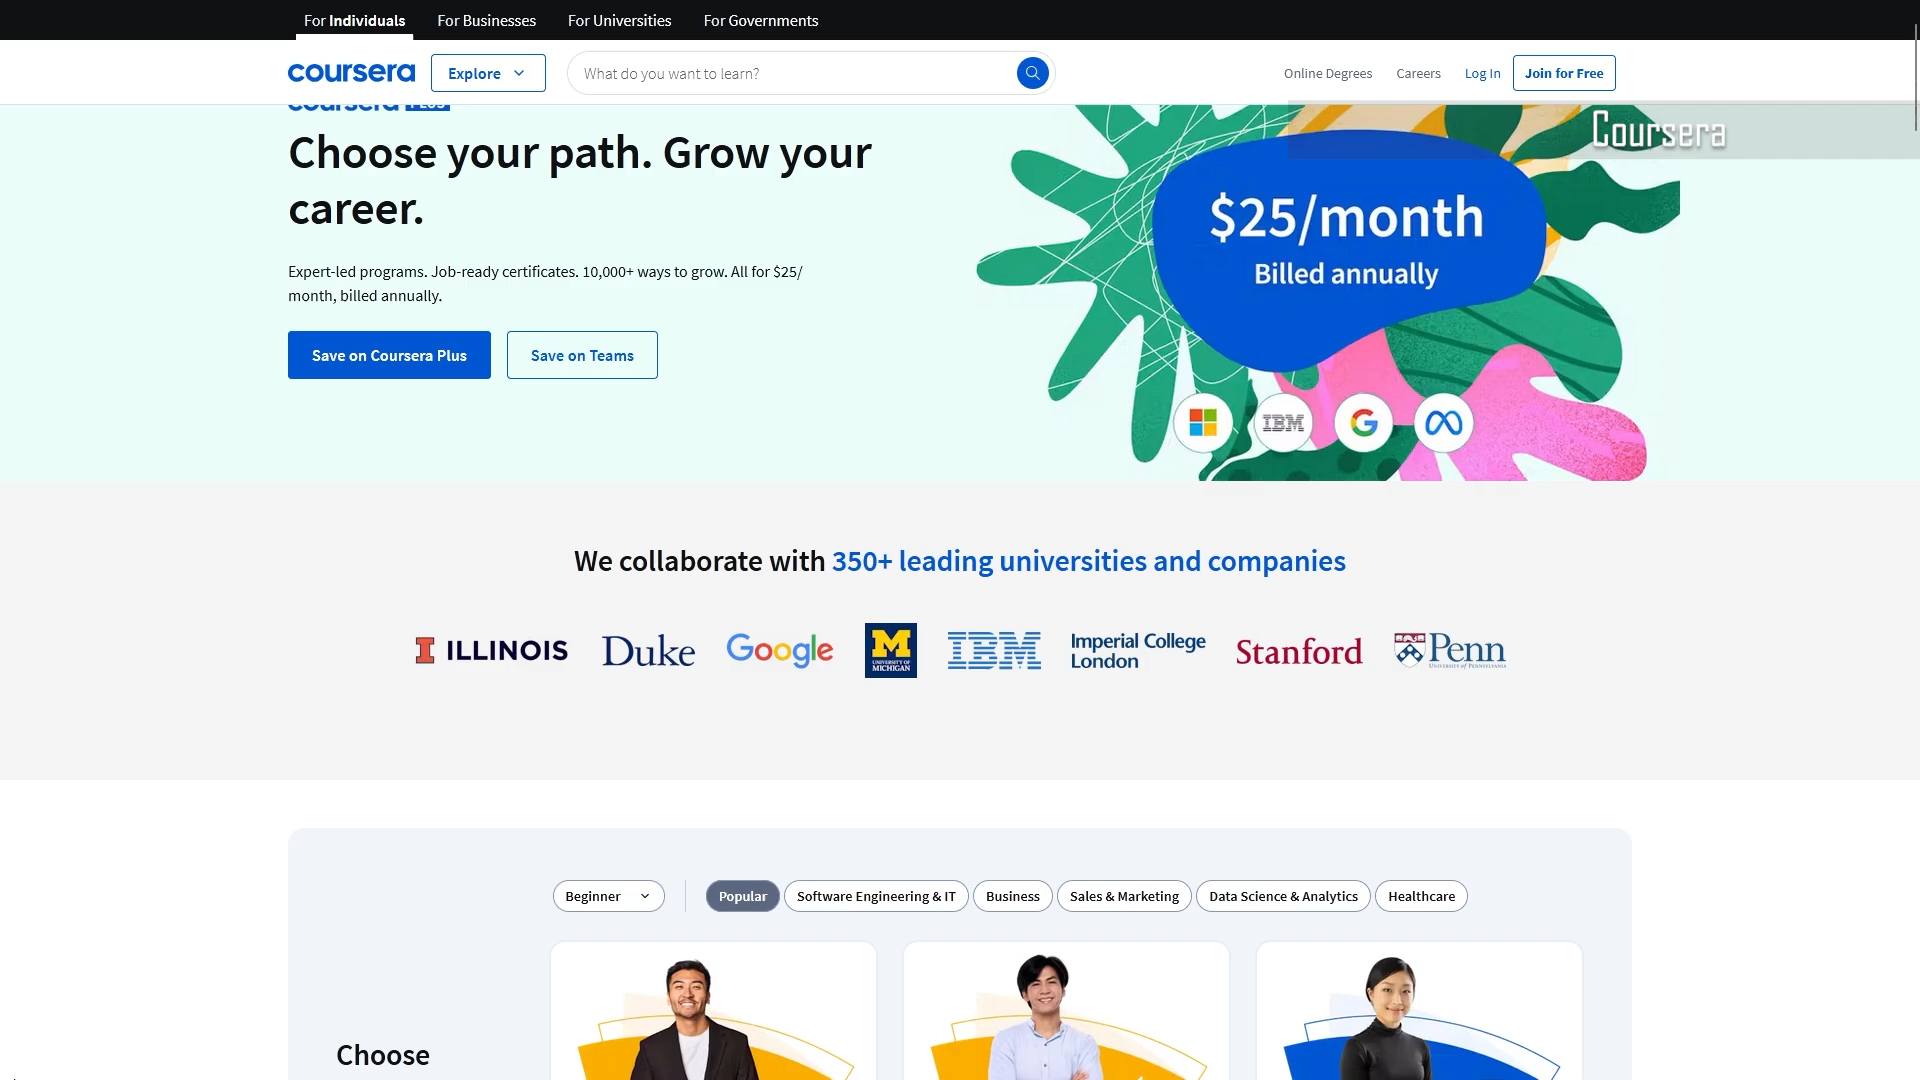 For Individuals
For Businesses
For Universities
For Governments
coursera
Explore
What do you want to learn?
Online Degrees
Careers
Log In
Join for Free
coursera PLUS
Coursera
Choose your path. Grow your
career.
Expert-led programs. Job-ready certificates. 10,000+ ways to grow. All for $25/
month, billed annually.
Save on Coursera Plus
Save on Teams
$25/month
Billed annually
IBM
We collaborate with 350+ leading universities and companies
I ILLINOIS
Duke
Google
M
UNIVERSITY OF
MICHIGAN
IBM
Imperial College
London
Stanford
Penn
UNIVERSITY of PENNSYLVANIA
Beginner
Popular
Software Engineering & IT
Business
Sales & Marketing
Data Science & Analytics
Healthcare
Choose